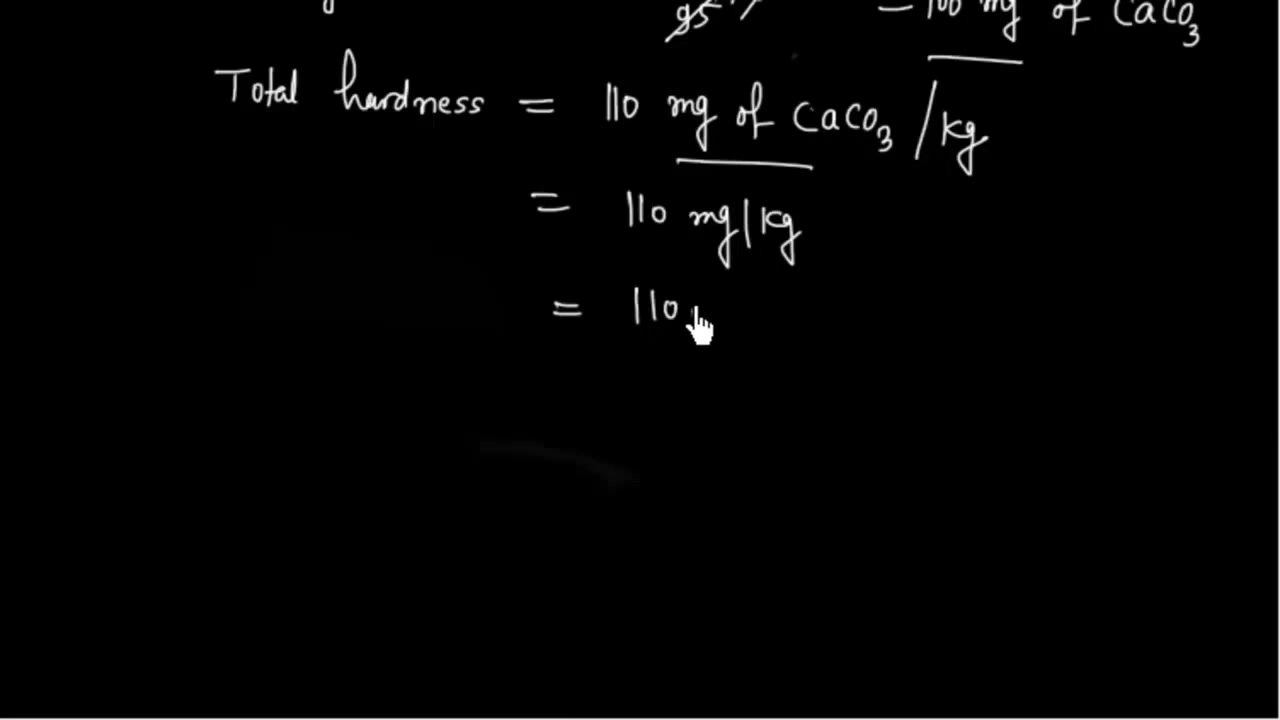 = 100 mg of CaCO3
Total hardness = 110 mg of CaCO3 / kg
= 110 mg/kg
= 110